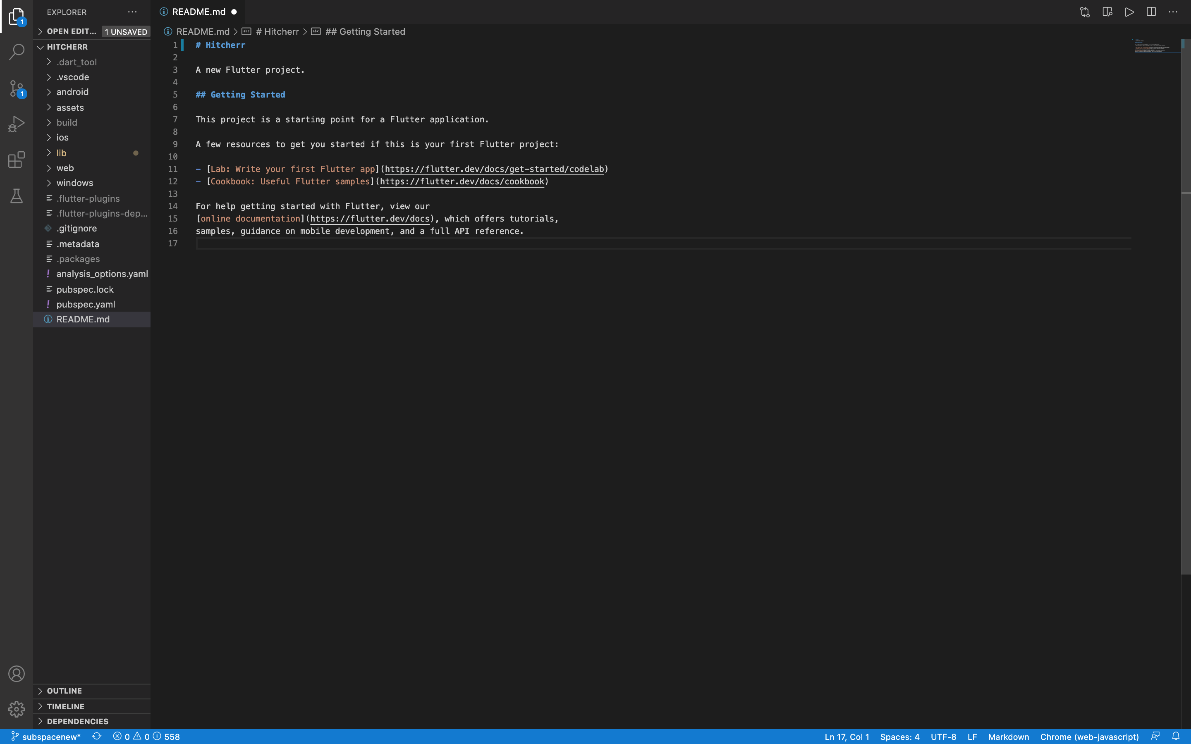 EXPLORER
README.md
OPEN EDIT... 1 UNSAVED
README.md > # Hitcherr > ## Getting Started
HITCHERR
.dart_tool
.vscode
android
assets
build
ios
lib
web
windows
.flutter-plugins
.flutter-plugins-dep...
.gitignore
.metadata
.packages
analysis_options.yaml
pubspec.lock
pubspec.yaml
README.md
1 # Hitcherr
2
3 A new Flutter project.
4
5 ## Getting Started
6
7 This project is a starting point for a Flutter application.
8
9 A few resources to get you started if this is your first Flutter project:
10
11 - [Lab: Write your first Flutter app](https://flutter.dev/docs/get-started/codelab)
12 - [Cookbook: Useful Flutter samples](https://flutter.dev/docs/cookbook)
13
14 For help getting started with Flutter, view our
15 [online documentation](https://flutter.dev/docs), which offers tutorials,
16 samples, guidance on mobile development, and a full API reference.
17
OUTLINE
TIMELINE
DEPENDENCIES
1
1
subspacenew* 0 0 558 Ln 17, Col 1 Spaces: 4 UTF-8 LF Markdown Chrome (web-javascript)